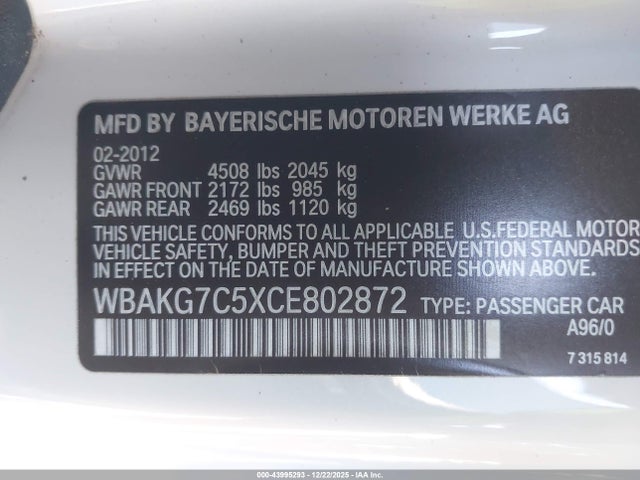 MFD BY BAYERISCHE MOTOREN WERKE AG
02-2012
GVWR 4508 lbs 2045 kg
GAWR FRONT 2172 lbs 985 kg
GAWR REAR 2469 lbs 1120 kg
THIS VEHICLE CONFORMS TO ALL APPLICABLE U.S.FEDERAL MOTOR
VEHICLE SAFETY, BUMPER AND THEFT PREVENTION STANDARDS
IN EFFECT ON THE DATE OF MANUFACTURE SHOWN ABOVE.
WBAKG7C5XCE802872 TYPE: PASSENGER CAR
A96/0
7 315 814
000-43995293 - 12/22/2025 - IAAI.COM